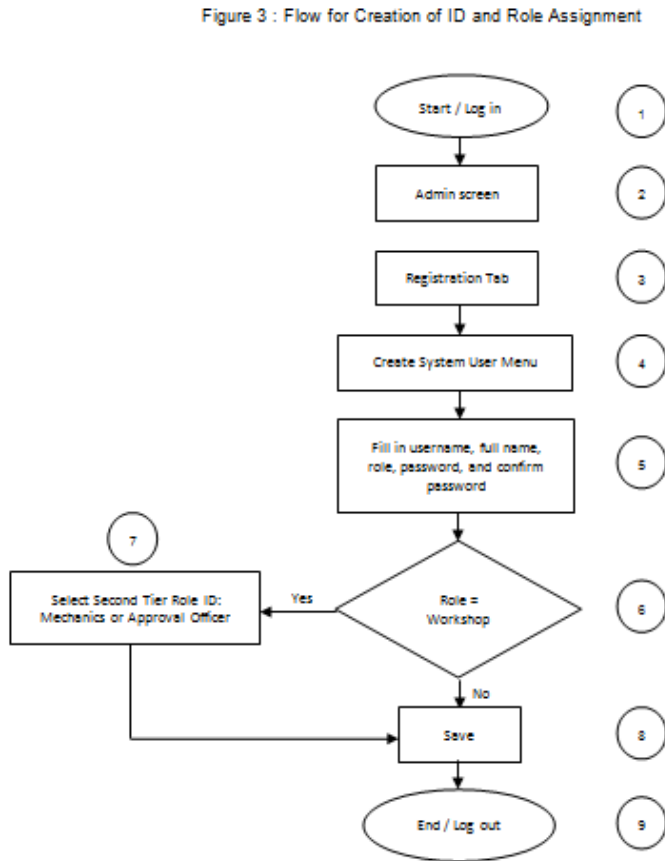 Figure 3 : Flow for Creation of ID and Role Assignment
Start / Log in
1
Admin screen
2
Registration Tab
3
Create System User Menu
4
Fill in username, full name,
role, password, and confirm
password
5
7
Select Second Tier Role ID:
Mechanics or Approval Officer
Yes
Role =
Workshop
6
No
Save
8
End / Log out
9